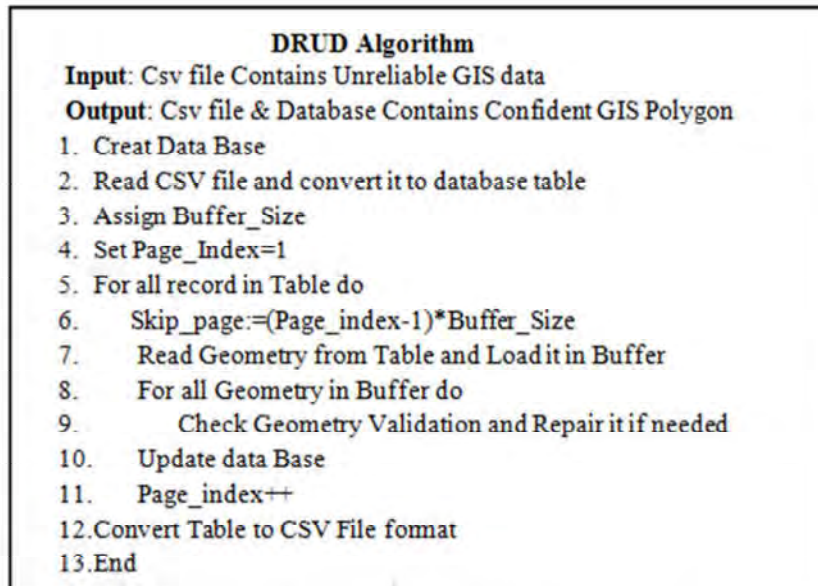 DRUD Algorithm
Input: Csv file Contains Unreliable GIS data
Output: Csv file & Database Contains Confident GIS Polygon
1. Creat Data Base
2. Read CSV file and convert it to database table
3. Assign Buffer_Size
4. Set Page_Index=1
5. For all record in Table do
6. Skip_page:=(Page_index-1)*Buffer_Size
7. Read Geometry from Table and Load it in Buffer
8. For all Geometry in Buffer do
9. Check Geometry Validation and Repair it if needed
10. Update data Base
11. Page_index++
12.Convert Table to CSV File format
13.End